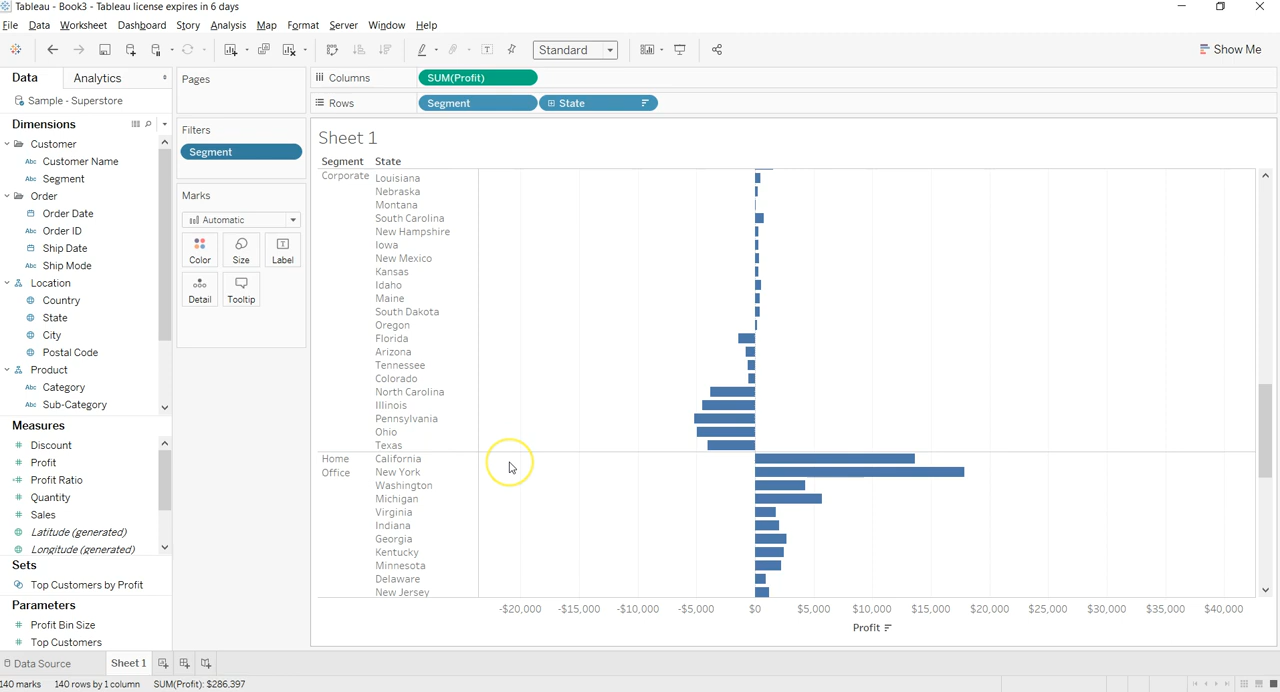 Tableau - Book3 - Tableau license expires in 6 days
File Data Worksheet Dashboard Story Analysis Map Format Server Window Help
Standard
Show Me
Data Analytics
Sample - Superstore
Dimensions
Customer
Abc Customer Name
Abc Segment
Order
Order Date
Abc Order ID
Ship Date
Abc Ship Mode
Location
Country
State
City
Postal Code
Product
Abc Category
Abc Sub-Category
Measures
# Discount
# Profit
=# Profit Ratio
# Quantity
# Sales
Latitude (generated)
Longitude (generated)
Sets
Top Customers by Profit
Parameters
# Profit Bin Size
# Top Customers
Pages
Filters
Segment
Marks
Automatic
Color Size Label
Detail Tooltip
Columns SUM(Profit)
Rows Segment State
Sheet 1
Segment State
Corporate Louisiana
Nebraska
Montana
South Carolina
New Hampshire
Iowa
New Mexico
Kansas
Idaho
Maine
South Dakota
Oregon
Florida
Arizona
Tennessee
Colorado
North Carolina
Illinois
Pennsylvania
Ohio
Texas
Home Office California
New York
Washington
Michigan
Virginia
Indiana
Georgia
Kentucky
Minnesota
Delaware
New Jersey
-$20,000 -$15,000 -$10,000 -$5,000 $0 $5,000 $10,000 $15,000 $20,000 $25,000 $30,000 $35,000 $40,000
Profit
Data Source Sheet 1
140 marks 140 rows by 1 column SUM(Profit): $286,397